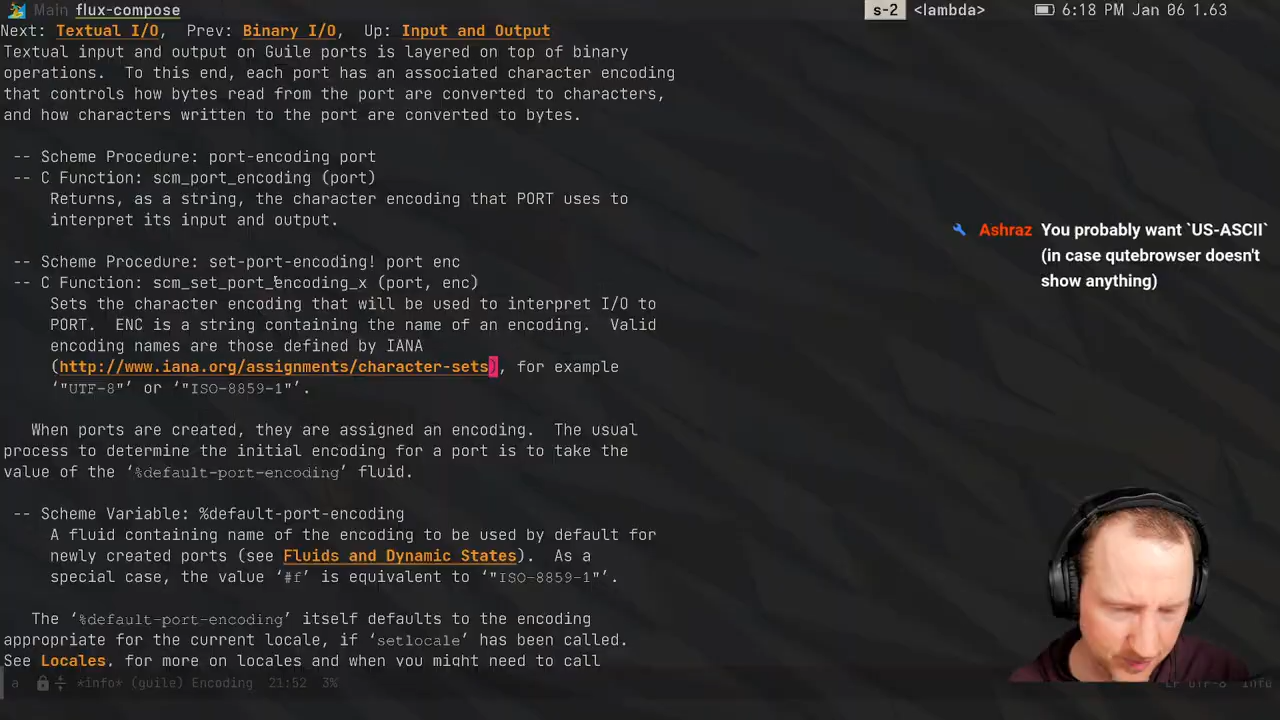 Main flux-compose s-2 <lambda> 6:18 PM Jan 06 1.63
Next: Textual I/O,  Prev: Binary I/O,  Up: Input and Output
Textual input and output on Guile ports is layered on top of binary
operations.  To this end, each port has an associated character encoding
that controls how bytes read from the port are converted to characters,
and how characters written to the port are converted to bytes.
-- Scheme Procedure: port-encoding port
-- C Function: scm_port_encoding (port)
Returns, as a string, the character encoding that PORT uses to
interpret its input and output.
-- Scheme Procedure: set-port-encoding! port enc
-- C Function: scm_set_port_encoding_x (port, enc)
Sets the character encoding that will be used to interpret I/O to
PORT.  ENC is a string containing the name of an encoding.  Valid
encoding names are those defined by IANA
(http://www.iana.org/assignments/character-sets), for example
‘"UTF-8"’ or ‘"ISO-8859-1"’.
When ports are created, they are assigned an encoding.  The usual
process to determine the initial encoding for a port is to take the
value of the ‘%default-port-encoding’ fluid.
-- Scheme Variable: %default-port-encoding
A fluid containing name of the encoding to be used by default for
newly created ports (see Fluids and Dynamic States).  As a
special case, the value ‘#f’ is equivalent to ‘"ISO-8859-1"’.
The ‘%default-port-encoding’ itself defaults to the encoding
appropriate for the current locale, if ‘setlocale’ has been called.
See Locales, for more on locales and when you might need to call
a *info* (guile) Encoding 21:52 3% LF UTF-8 Info
Ashraz You probably want `US-ASCII`
(in case qutebrowser doesn't
show anything)